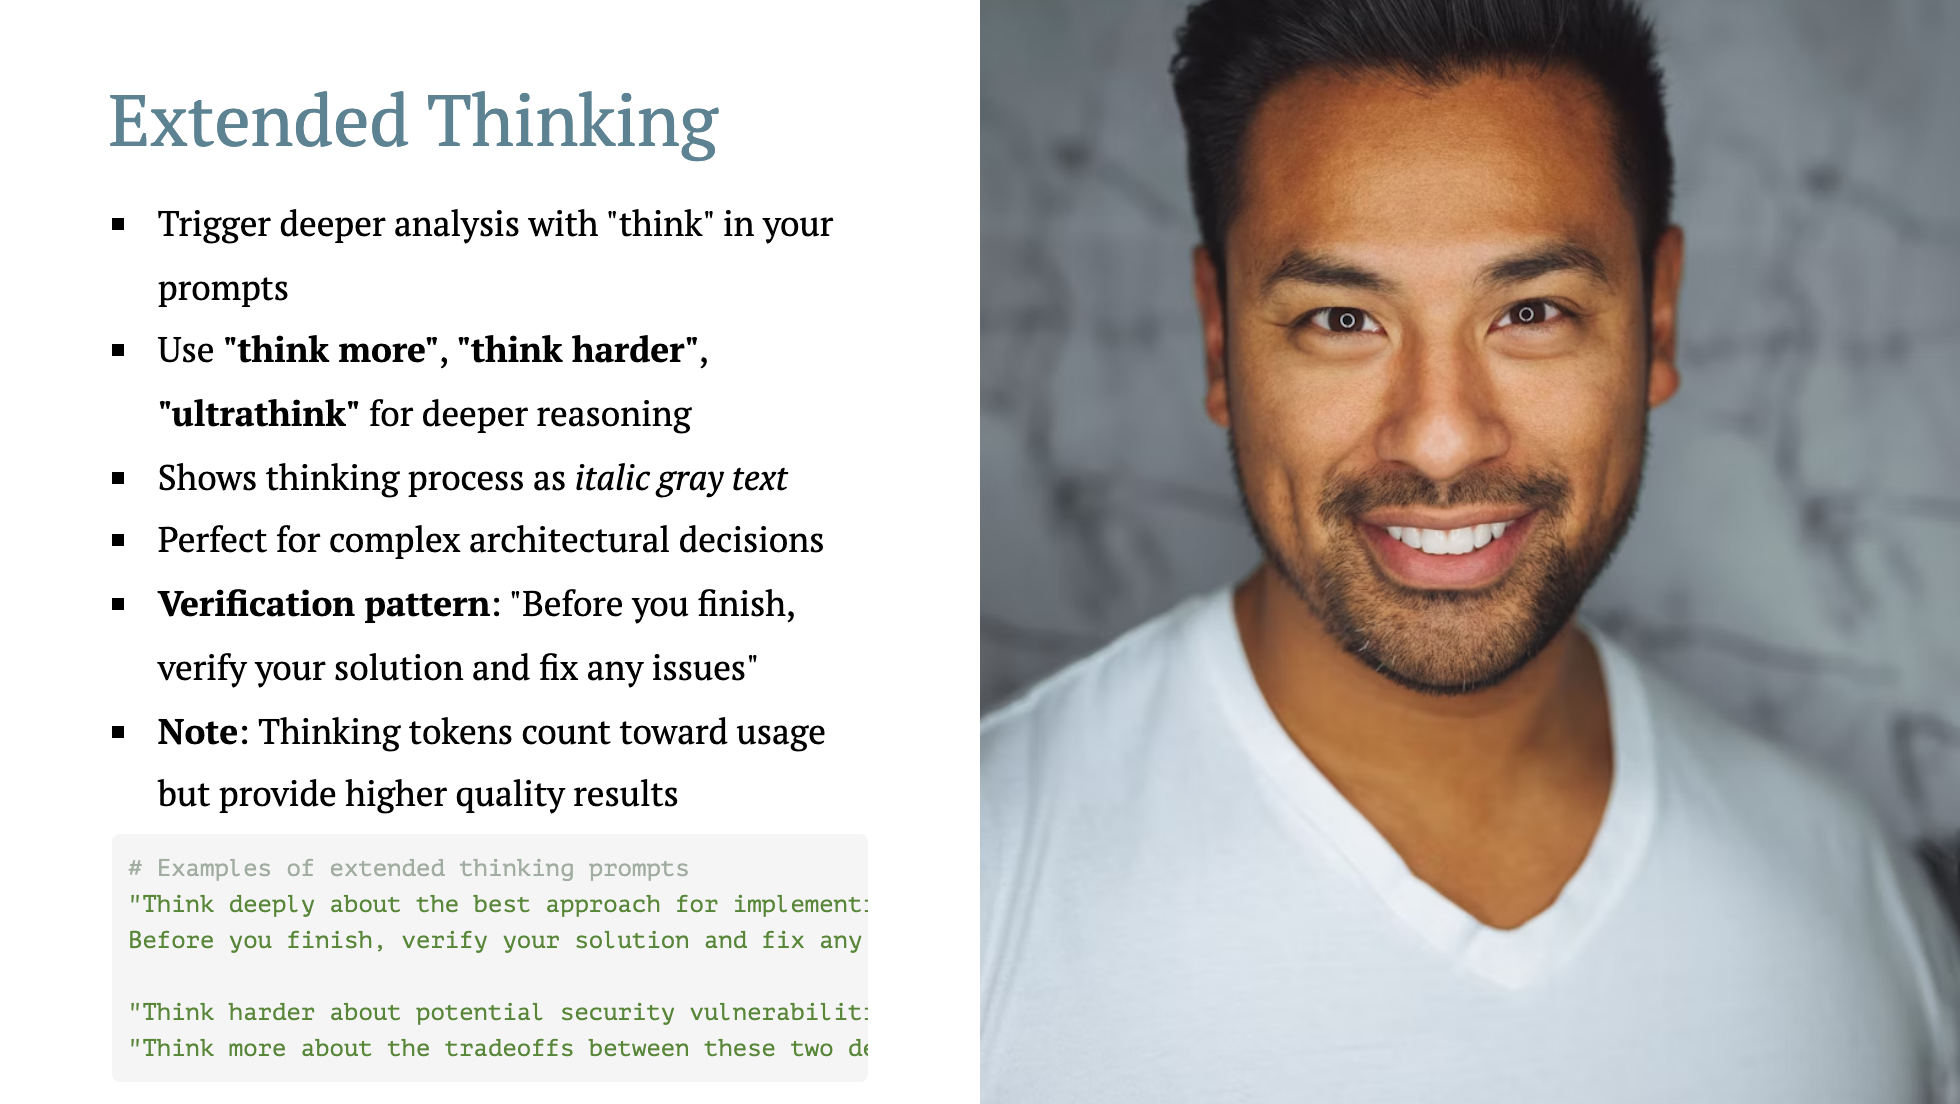 Extended Thinking
Trigger deeper analysis with "think" in your
prompts
Use "think more", "think harder",
"ultrathink" for deeper reasoning
Shows thinking process as italic gray text
Perfect for complex architectural decisions
Verification pattern: "Before you finish,
verify your solution and fix any issues"
Note: Thinking tokens count toward usage
but provide higher quality results
# Examples of extended thinking prompts
"Think deeply about the best approach for
Before you finish, verify your solution and fix any
"Think harder about potential security
"Think more about the tradeoffs between these two